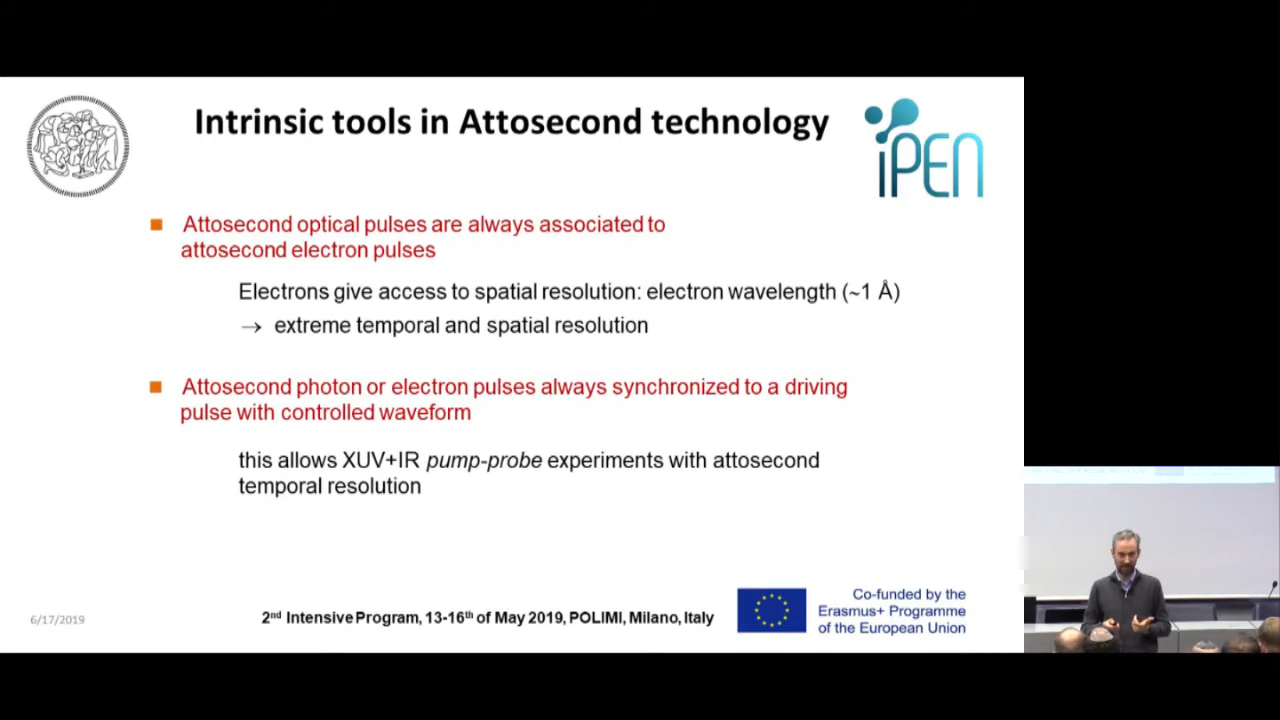 Intrinsic tools in Attosecond technology
iPEN
Attosecond optical pulses are always associated to
attosecond electron pulses
Electrons give access to spatial resolution: electron wavelength (~1 Å)
→ extreme temporal and spatial resolution
Attosecond photon or electron pulses always synchronized to a driving
pulse with controlled waveform
this allows XUV+IR pump-probe experiments with attosecond
temporal resolution
6/17/2019
2nd Intensive Program, 13-16th of May 2019, POLIMI, Milano, Italy
Co-funded by the
Erasmus+ Programme
of the European Union